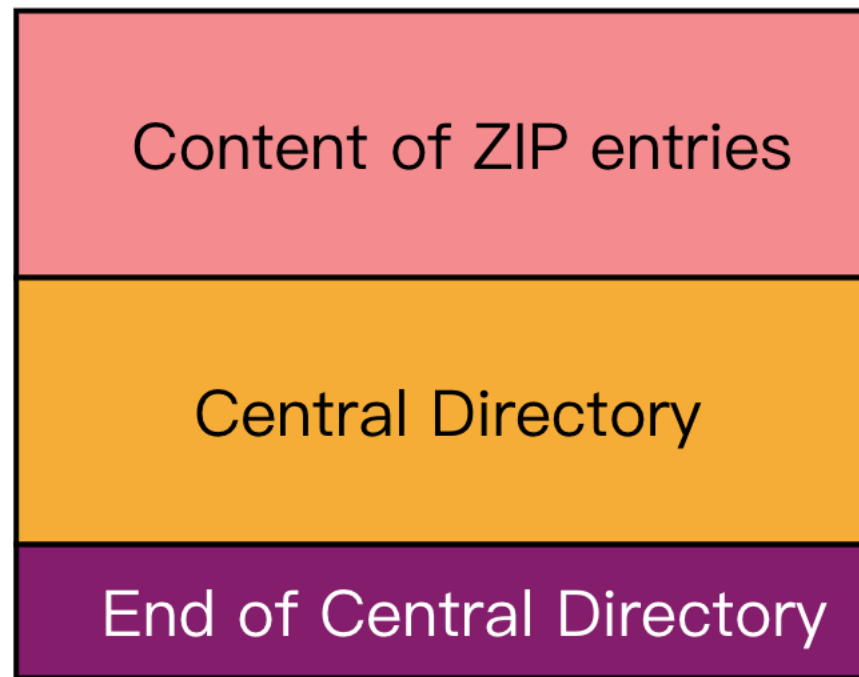 Content of ZIP entries
Central Directory
End of Central Directory